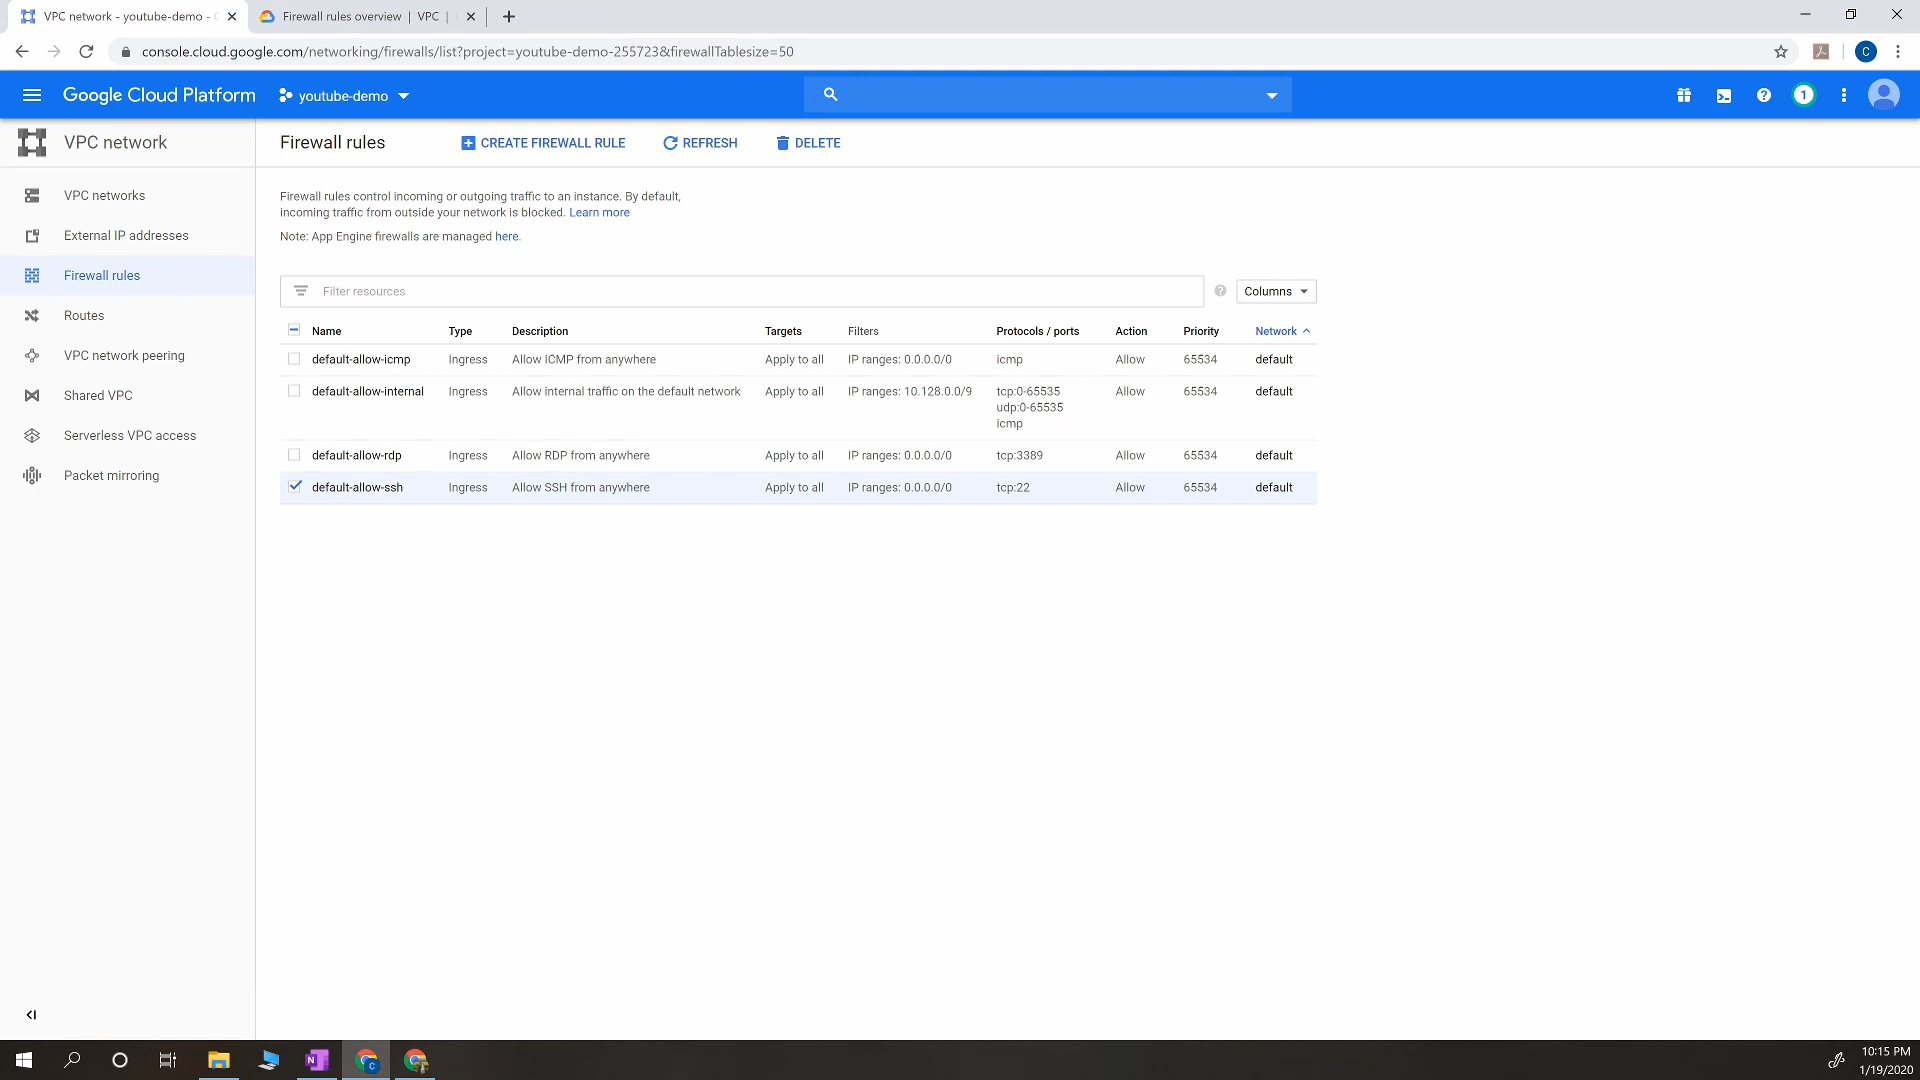 VPC network - youtube-demo -
Firewall rules overview | VPC |
console.cloud.google.com/networking/firewalls/list?project=youtube-demo-255723&firewallTablesize=50
C
Google Cloud Platform
youtube-demo
1
VPC network
Firewall rules
CREATE FIREWALL RULE
REFRESH
DELETE
VPC networks
External IP addresses
Firewall rules
Routes
VPC network peering
Shared VPC
Serverless VPC access
Packet mirroring
Firewall rules control incoming or outgoing traffic to an instance. By default,
incoming traffic from outside your network is blocked. Learn more
Note: App Engine firewalls are managed here.
Filter resources
Columns
Name Type Description Targets Filters Protocols / ports Action Priority Network
default-allow-icmp Ingress Allow ICMP from anywhere Apply to all IP ranges: 0.0.0.0/0 icmp Allow 65534 default
default-allow-internal Ingress Allow internal traffic on the default network Apply to all IP ranges: 10.128.0.0/9 tcp:0-65535 Allow 65534 default
udp:0-65535
icmp
default-allow-rdp Ingress Allow RDP from anywhere Apply to all IP ranges: 0.0.0.0/0 tcp:3389 Allow 65534 default
default-allow-ssh Ingress Allow SSH from anywhere Apply to all IP ranges: 0.0.0.0/0 tcp:22 Allow 65534 default
N
C
10:15 PM
1/19/2020